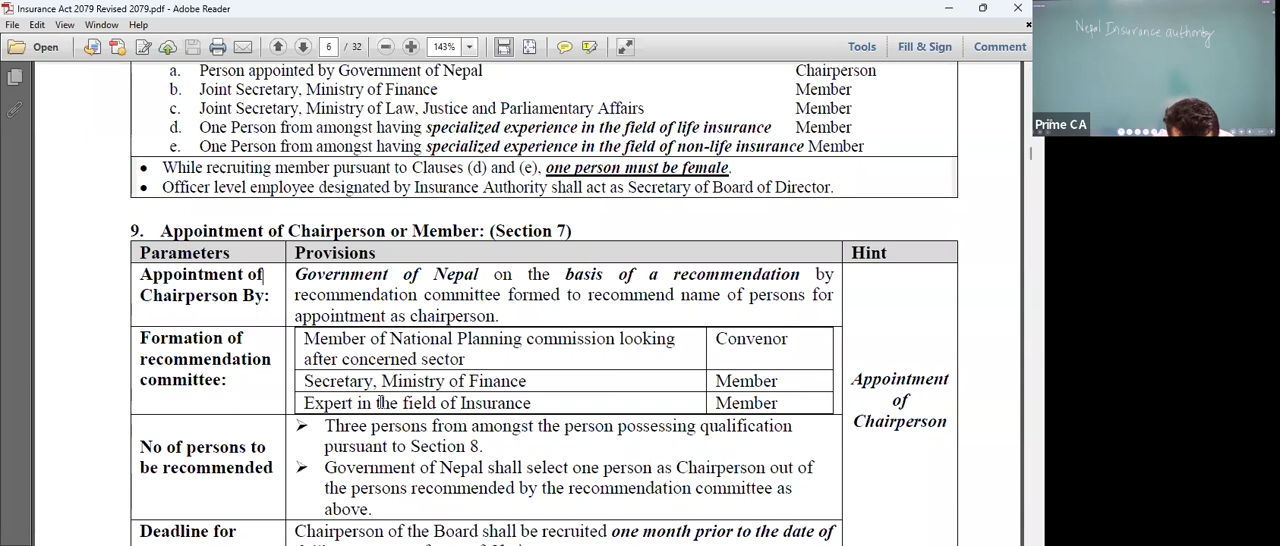 Insurance Act 2079 Revised 2079.pdf - Adobe Reader
File Edit View Window Help
Open 6 / 32 143% Tools Fill & Sign Comment
a. Person appointed by Government of Nepal Chairperson
b. Joint Secretary, Ministry of Finance Member
c. Joint Secretary, Ministry of Law, Justice and Parliamentary Affairs Member
d. One Person from amongst having specialized experience in the field of life insurance Member
e. One Person from amongst having specialized experience in the field of non-life insurance Member
• While recruiting member pursuant to Clauses (d) and (e), one person must be female.
• Officer level employee designated by Insurance Authority shall act as Secretary of Board of Director.
9. Appointment of Chairperson or Member: (Section 7)
Parameters Provisions Hint
Appointment of Chairperson By:
Government of Nepal on the basis of a recommendation by
recommendation committee formed to recommend name of persons for
appointment as chairperson.
Formation of
recommendation
committee:
Member of National Planning commission looking
after concerned sector
Convenor
Secretary, Ministry of Finance Member
Expert in the field of Insurance Member
Appointment
of
Chairperson
No of persons to
be recommended
➢ Three persons from amongst the person possessing qualification
pursuant to Section 8.
➢ Government of Nepal shall select one person as Chairperson out of
the persons recommended by the recommendation committee as
above.
Deadline for
Chairperson of the Board shall be recruited one month prior to the date of
Nepal Insurance authority
Prime CA